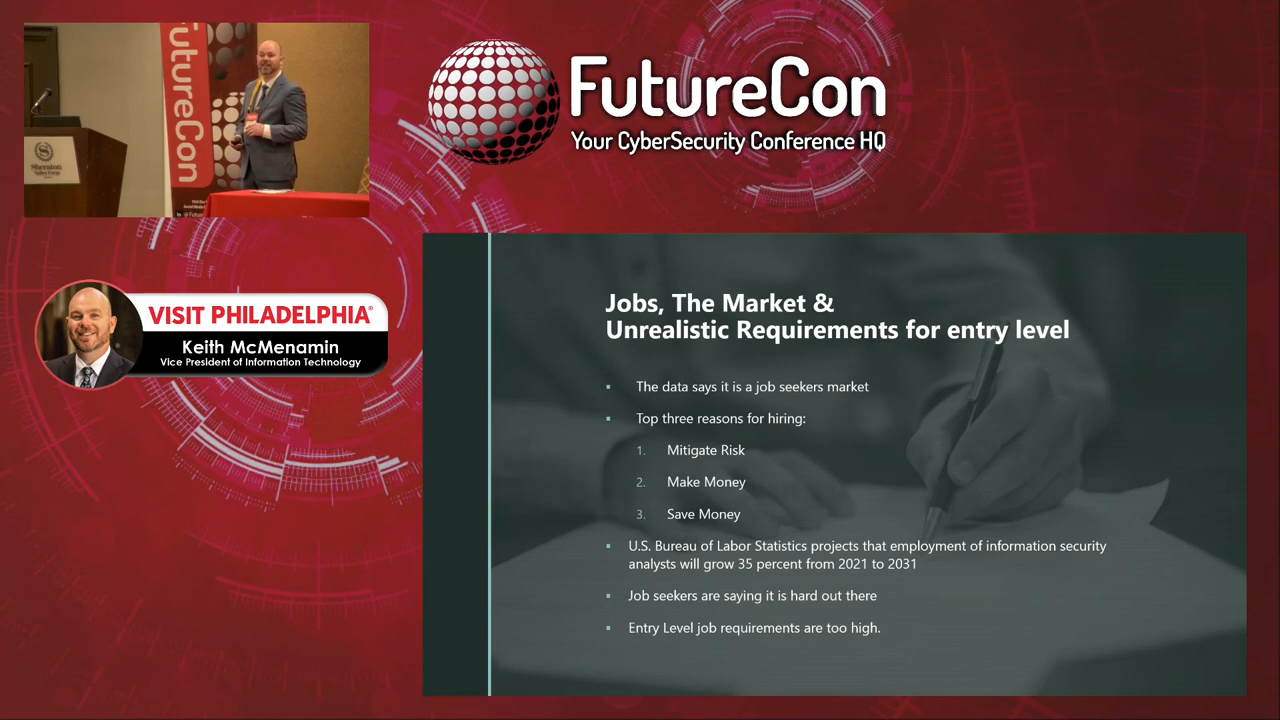 FutureCon
Sheraton
FutureCon
Your CyberSecurity Conference HQ
VISIT PHILADELPHIA®
Keith McMenamin
Vice President of Information Technology
Jobs, The Market &
Unrealistic Requirements for entry level
▪ The data says it is a job seekers market
▪ Top three reasons for hiring:
1. Mitigate Risk
2. Make Money
3. Save Money
▪ U.S. Bureau of Labor Statistics projects that employment of information security
analysts will grow 35 percent from 2021 to 2031
▪ Job seekers are saying it is hard out there
▪ Entry Level job requirements are too high.